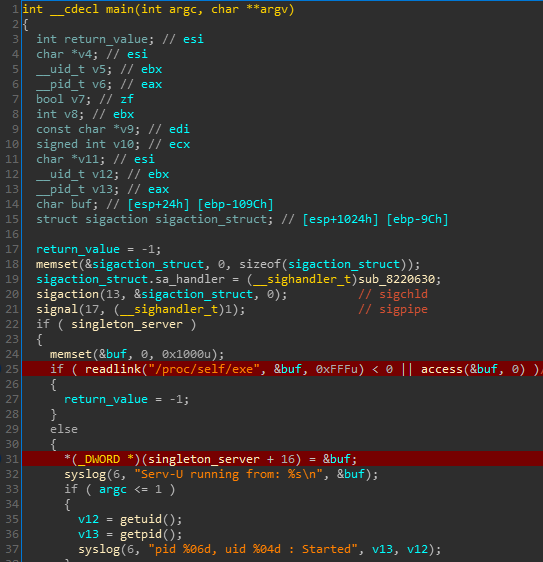 1 int __cdecl main(int argc, char **argv)
2 {
3 int return_value; // esi
4 char *v4; // esi
5 __uid_t v5; // ebx
6 __pid_t v6; // eax
7 bool v7; // zf
8 int v8; // ebx
9 const char *v9; // edi
10 signed int v10; // ecx
11 char *v11; // esi
12 __uid_t v12; // ebx
13 __pid_t v13; // eax
14 char buf; // [esp+24h] [ebp-109Ch]
15 struct sigaction sigaction_struct; // [esp+1024h] [ebp-9Ch]
16
17 return_value = -1;
18 memset(&sigaction_struct, 0, sizeof(sigaction_struct));
19 sigaction_struct.sa_handler = (__sighandler_t)sub_8220630;
20 sigaction(13, &sigaction_struct, 0); // sigchld
21 signal(17, (__sighandler_t)1); // sigpipe
22 if ( singleton_server )
23 {
24 memset(&buf, 0, 0x1000u);
25 if ( readlink("/proc/self/exe", &buf, 0xFFFu) < 0 || access(&buf, 0) )/
26 {
27 return_value = -1;
28 }
29 else
30 {
31 *(_DWORD *)(singleton_server + 16) = &buf;
32 syslog(6, "Serv-U running from: %s\n", &buf);
33 if ( argc <= 1 )
34 {
35 v12 = getuid();
36 v13 = getpid();
37 syslog(6, "pid %06d, uid %04d : Started", v13, v12);